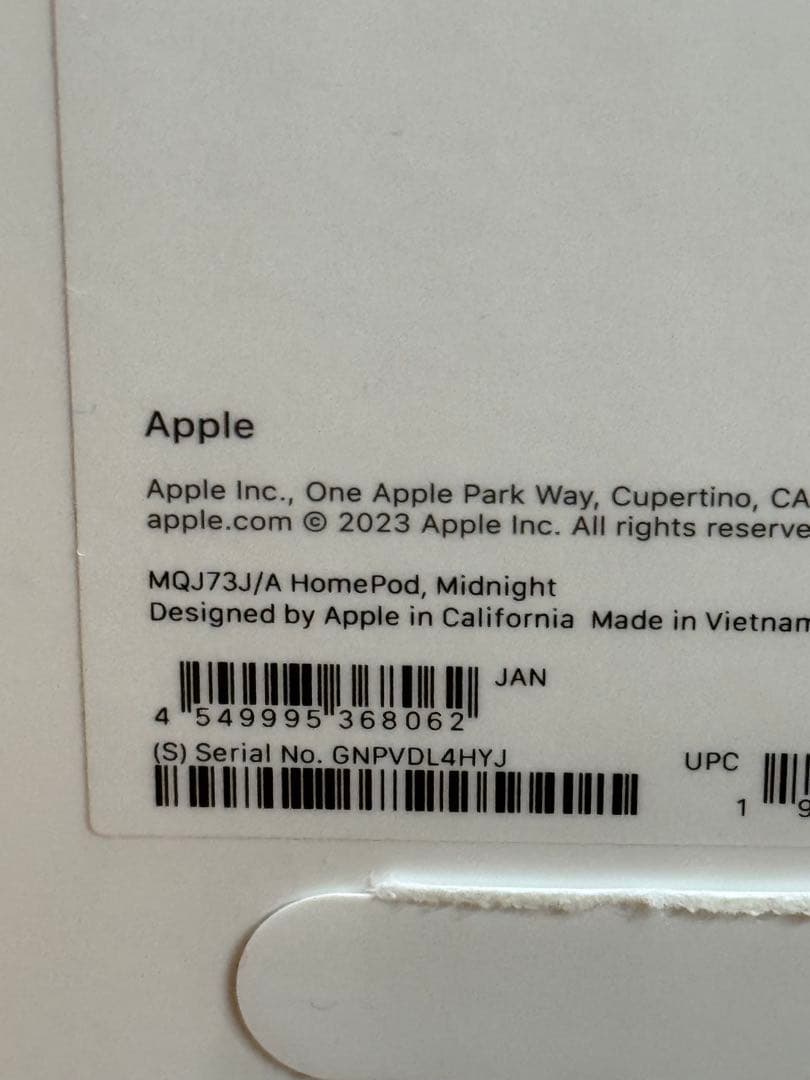 Apple
Apple Inc., One Apple Park Way, Cupertino, CA
apple.com © 2023 Apple Inc. All rights reserve
MQJ73J/A HomePod, Midnight
Designed by Apple in California Made in Vietnam
JAN
4 549995 368062
(S) Serial No. GNPVDL4HYJ
UPC
1 9